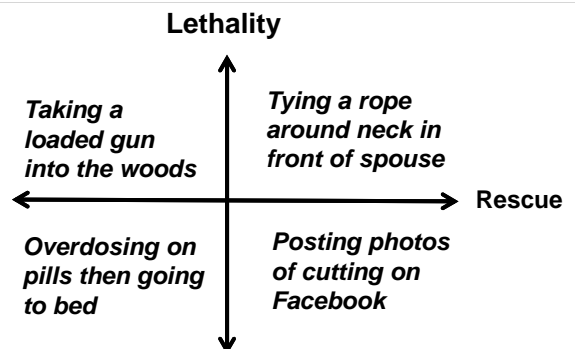 Lethality
Taking a
loaded gun
into the woods
Tying a rope
around neck in
front of spouse
Rescue
Overdosing on
pills then going
to bed
Posting photos
of cutting on
Facebook